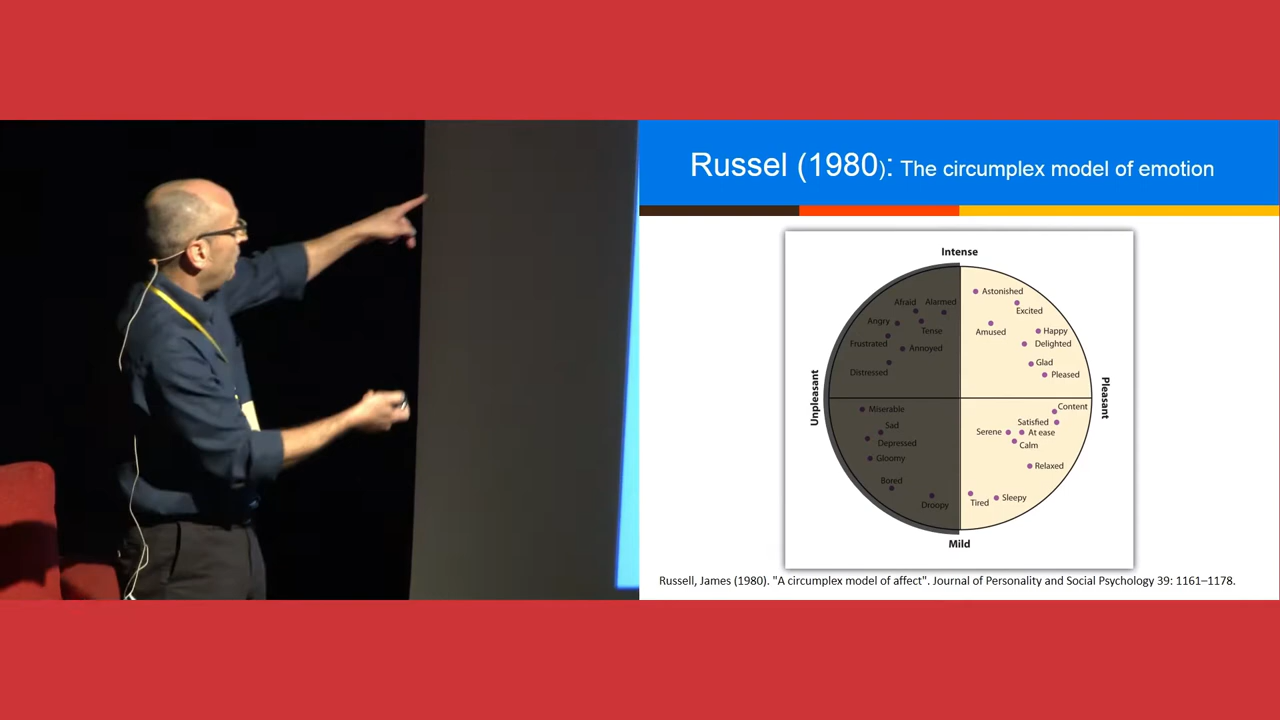 Russel (1980): The circumplex model of emotion
Intense
Astonished
Afraid
Alarmed
Excited
Angry
Tense
Amused
Happy
Frustrated
Annoyed
Delighted
Glad
Distressed
Pleased
Unpleasant
Pleasant
Miserable
Content
Sad
Satisfied
Depressed
Serene
At ease
Calm
Gloomy
Relaxed
Bored
Droopy
Tired
Sleepy
Mild
Russell, James (1980). "A circumplex model of affect". Journal of Personality and Social Psychology 39: 1161–1178.